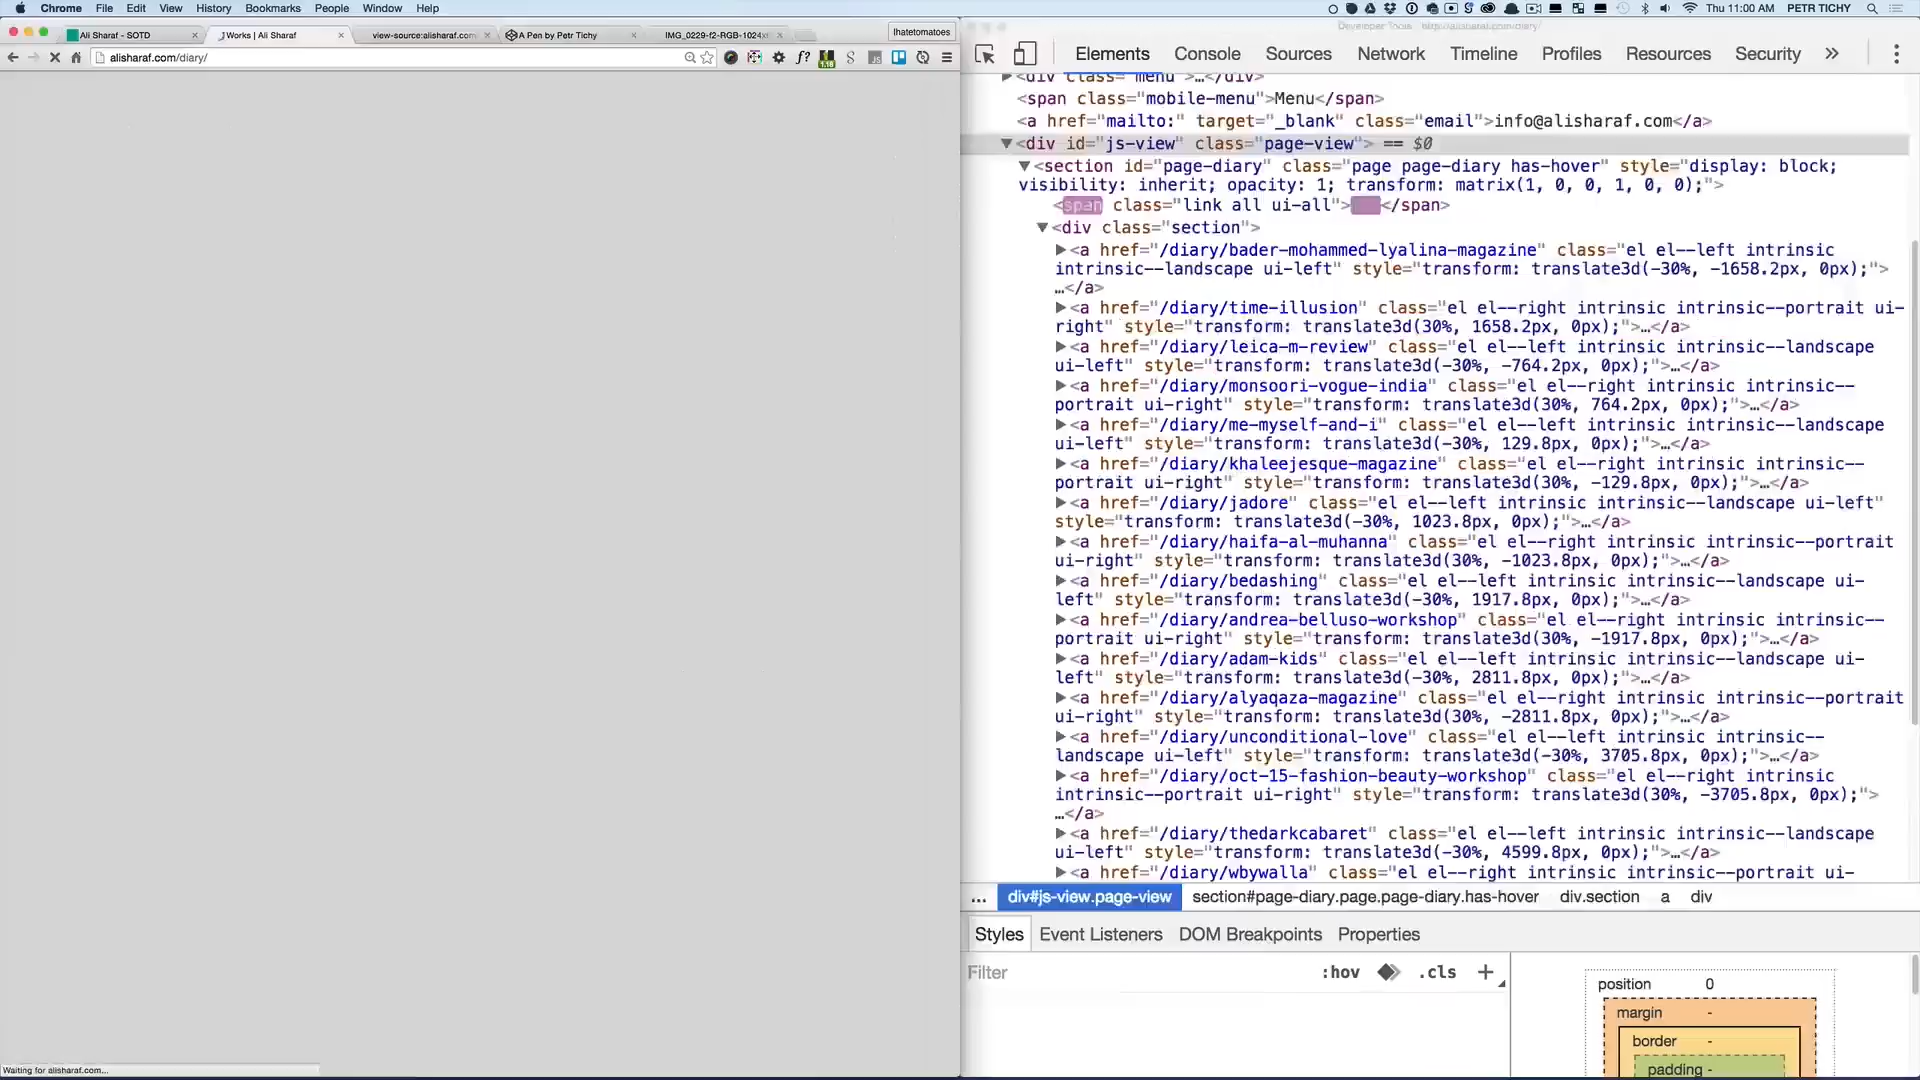 Chrome File Edit View History Bookmarks People Window Help
Thu 11:00 AM PETR TICHY
Developer Tools - http://alisharaf.com/diary/
Ali Sharaf - SOTD
Works | Ali Sharaf
view-source:alisharaf.com
A Pen by Petr Tichy
IMG_0229-f2-RGB-1024x
Ihatetomatoes
alisharaf.com/diary/
Elements Console Sources Network Timeline Profiles Resources Security »
<div class="menu">…</div>
<span class="mobile-menu">Menu</span>
<a href="mailto:" target="_blank" class="email">info@alisharaf.com</a>
<div id="js-view" class="page-view"> == $0
<section id="page-diary" class="page page-diary has-hover" style="display: block;
visibility: inherit; opacity: 1; transform: matrix(1, 0, 0, 1, 0, 0);">
<span class="link all ui-all"></span>
<div class="section">
<a href="/diary/bader-mohammed-lyalina-magazine" class="el el--left intrinsic
intrinsic--landscape ui-left" style="transform: translate3d(-30%, -1658.2px, 0px);">
…</a>
<a href="/diary/time-illusion" class="el el--right intrinsic intrinsic--portrait ui-
right" style="transform: translate3d(30%, 1658.2px, 0px);">…</a>
<a href="/diary/leica-m-review" class="el el--left intrinsic intrinsic--landscape
ui-left" style="transform: translate3d(-30%, -764.2px, 0px);">…</a>
<a href="/diary/monsoori-vogue-india" class="el el--right intrinsic intrinsic--
portrait ui-right" style="transform: translate3d(30%, 764.2px, 0px);">…</a>
<a href="/diary/me-myself-and-i" class="el el--left intrinsic intrinsic--landscape
ui-left" style="transform: translate3d(-30%, 129.8px, 0px);">…</a>
<a href="/diary/khaleejesque-magazine" class="el el--right intrinsic intrinsic--
portrait ui-right" style="transform: translate3d(30%, -129.8px, 0px);">…</a>
<a href="/diary/jadore" class="el el--left intrinsic intrinsic--landscape ui-left"
style="transform: translate3d(-30%, 1023.8px, 0px);">…</a>
<a href="/diary/haifa-al-muhanna" class="el el--right intrinsic intrinsic--portrait
ui-right" style="transform: translate3d(30%, -1023.8px, 0px);">…</a>
<a href="/diary/bedashing" class="el el--left intrinsic intrinsic--landscape ui-
left" style="transform: translate3d(-30%, 1917.8px, 0px);">…</a>
<a href="/diary/andrea-belluso-workshop" class="el el--right intrinsic intrinsic--
portrait ui-right" style="transform: translate3d(30%, -1917.8px, 0px);">…</a>
<a href="/diary/adam-kids" class="el el--left intrinsic intrinsic--landscape ui-
left" style="transform: translate3d(-30%, 2811.8px, 0px);">…</a>
<a href="/diary/alyaqaza-magazine" class="el el--right intrinsic intrinsic--portrait
ui-right" style="transform: translate3d(30%, -2811.8px, 0px);">…</a>
<a href="/diary/unconditional-love" class="el el--left intrinsic intrinsic--
landscape ui-left" style="transform: translate3d(-30%, 3705.8px, 0px);">…</a>
<a href="/diary/oct-15-fashion-beauty-workshop" class="el el--right intrinsic
intrinsic--portrait ui-right" style="transform: translate3d(30%, -3705.8px, 0px);">
…</a>
<a href="/diary/thedarkcabaret" class="el el--left intrinsic intrinsic--landscape
ui-left" style="transform: translate3d(-30%, 4599.8px, 0px);">…</a>
<a href="/diary/wbywalla" class="el el--right intrinsic intrinsic--portrait ui-
... div#js-view.page-view section#page-diary.page.page-diary.has-hover div.section a div
Styles Event Listeners DOM Breakpoints Properties
Filter :hov .cls +
position 0
margin -
border -
padding -
Waiting for alisharaf.com...